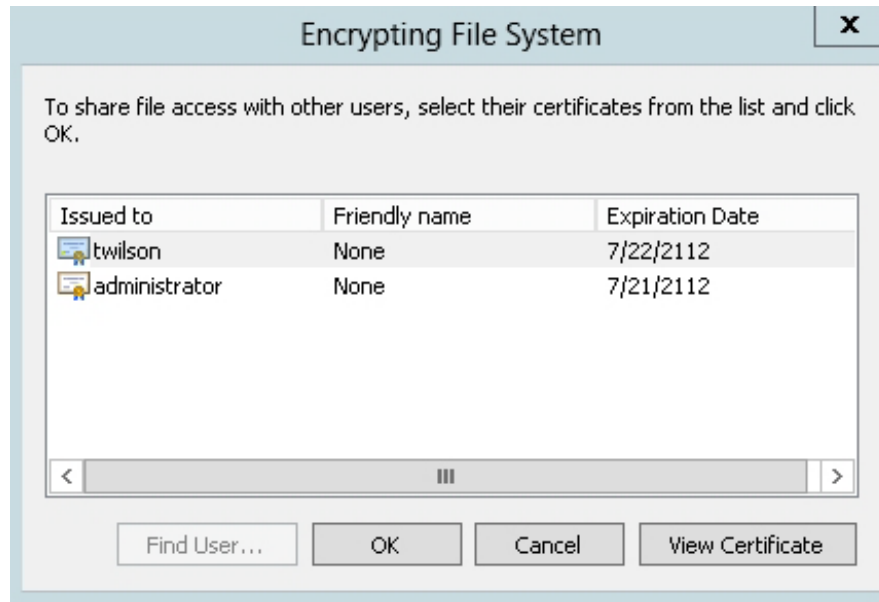 Encrypting File System
X
To share file access with other users, select their certificates from the list and click
OK.
Issued to Friendly name Expiration Date
twilson None 7/22/2112
administrator None 7/21/2112
Find User... OK Cancel View Certificate